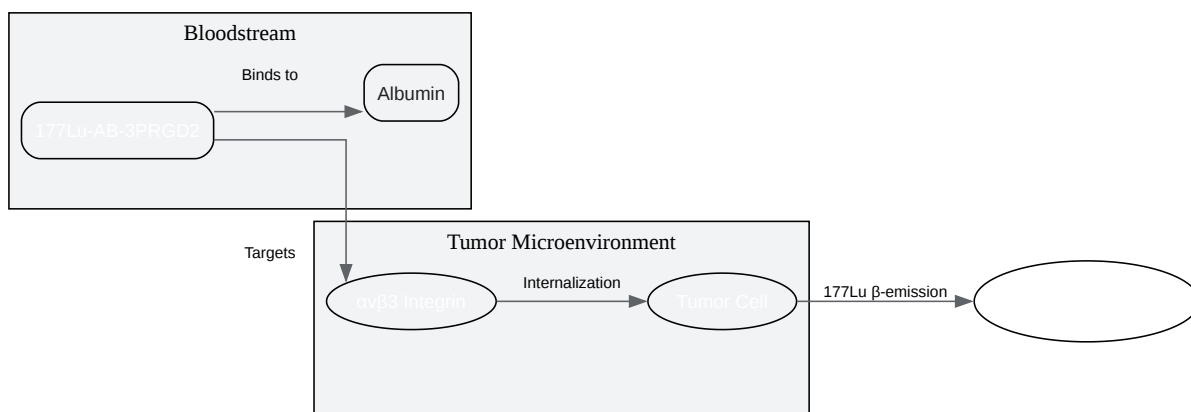 Bloodstream
Binds to
Albumin
177Lu-AB-3PRGD2
Targets
Tumor Microenvironment
αvβ3 Integrin
Internalization
Tumor Cell
177Lu β-emission